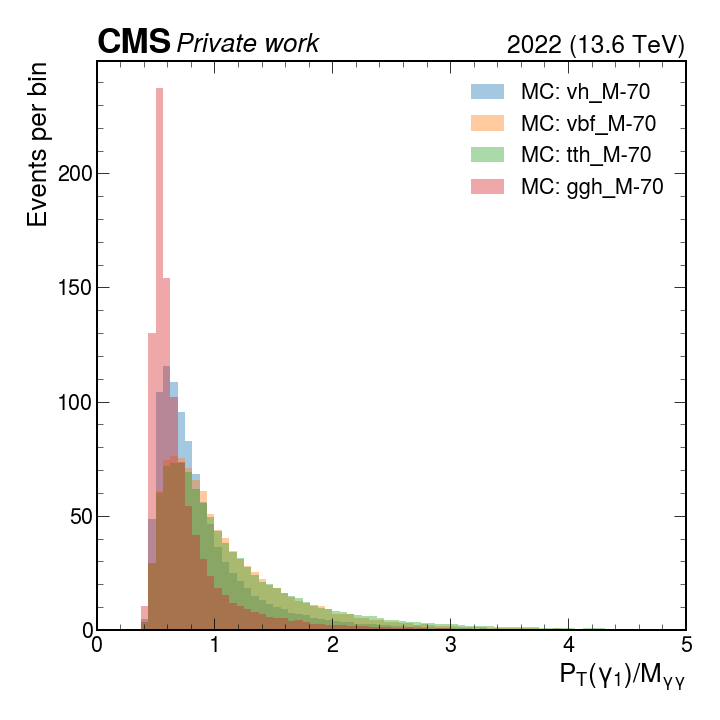 CMS Private work
2022 (13.6 TeV)
Events per bin
MC: vh_M-70
MC: vbf_M-70
MC: tth_M-70
MC: ggh_M-70
200
150
100
50
0
0 1 2 3 4 5
P_T(γ_1)/M_γγ